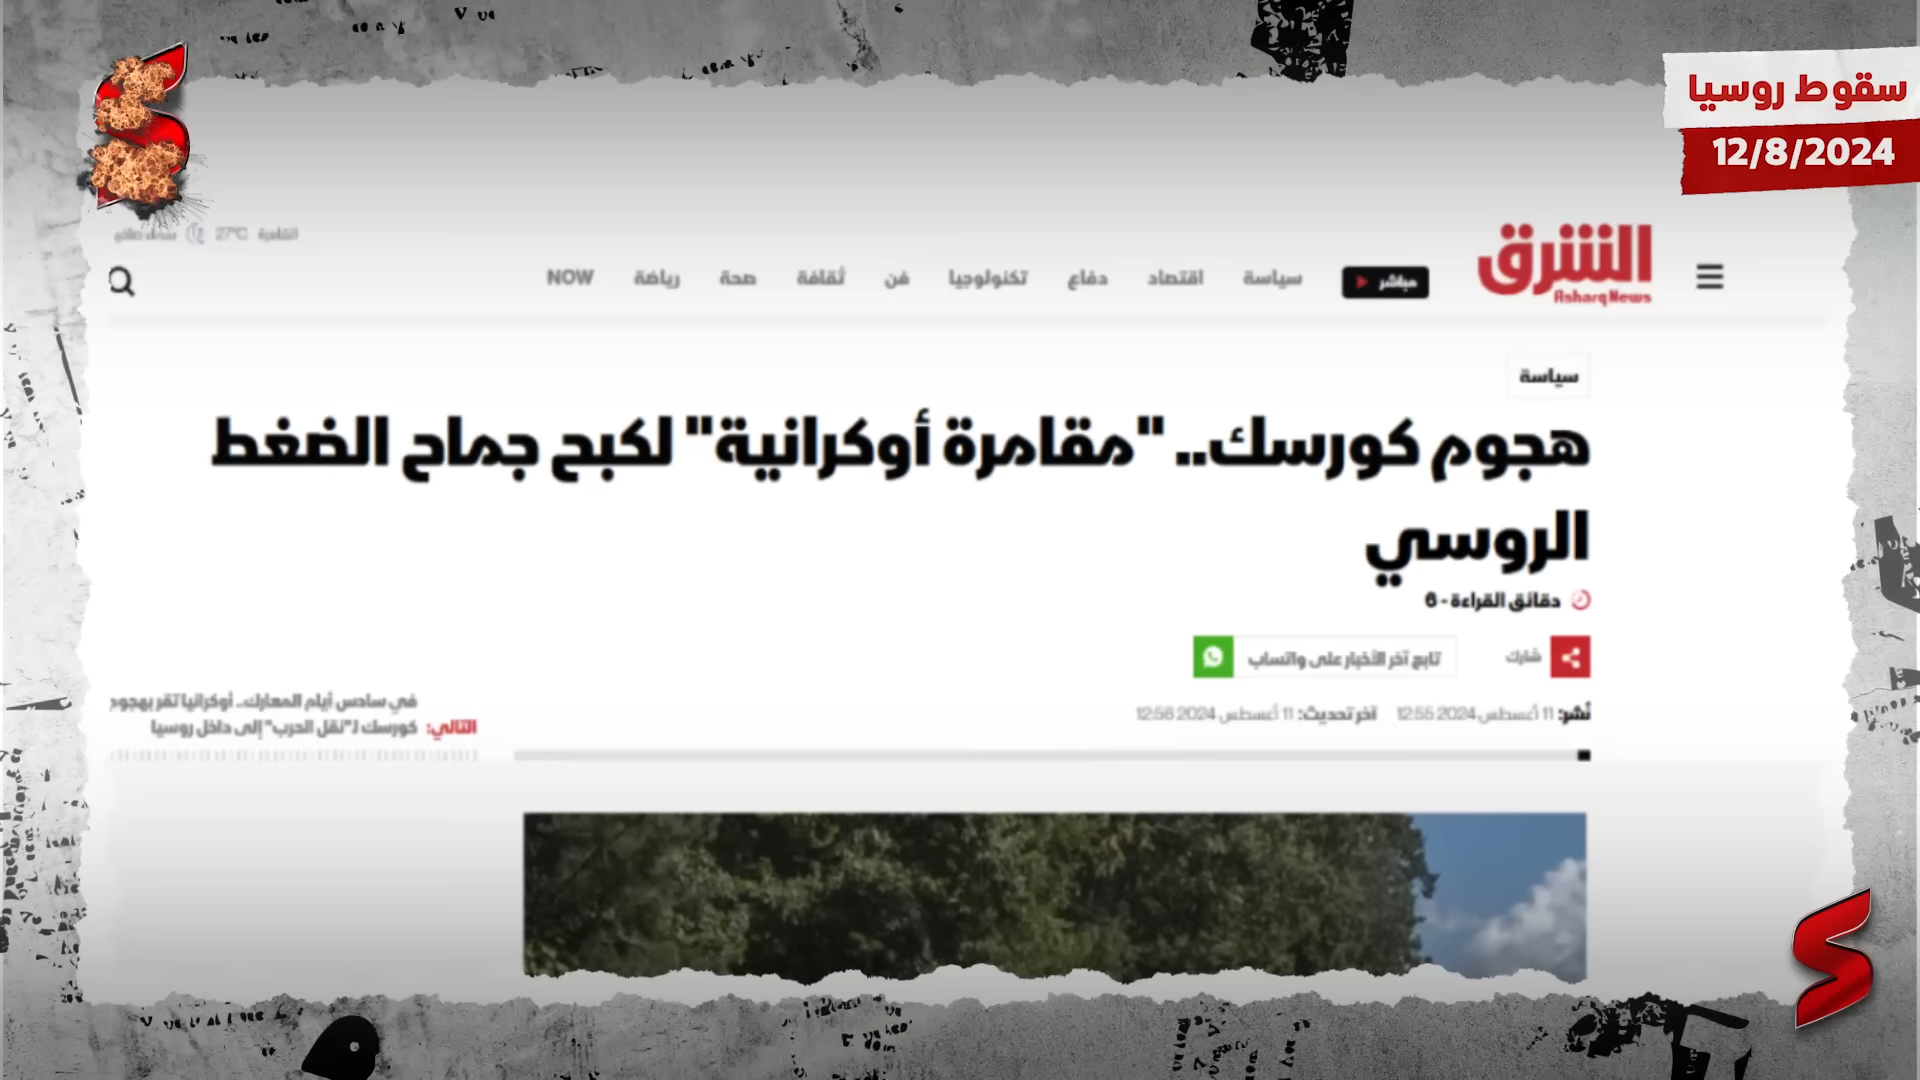 سقوط روسيا
12/8/2024
القاهرة 27°C
الشرق
Asharq News
مباشر
سياسة
اقتصاد
دفاع
تكنولوجيا
فن
ثقافة
صحة
رياضة
NOW
سياسة
هجوم كورسك.. "مقامرة أوكرانية" لكبح جماح الضغط
الروسي
دقائق القراءة - 6
شارك
تابع آخر الأخبار على واتساب
نُشر: 11 أغسطس 2024 12:55 آخر تحديث: 11 أغسطس 2024 12:56
في سادس أيام المعارك.. أوكرانيا تقر بهجوم
التالي: كورسك لـ"نقل الحرب" إلى داخل روسيا